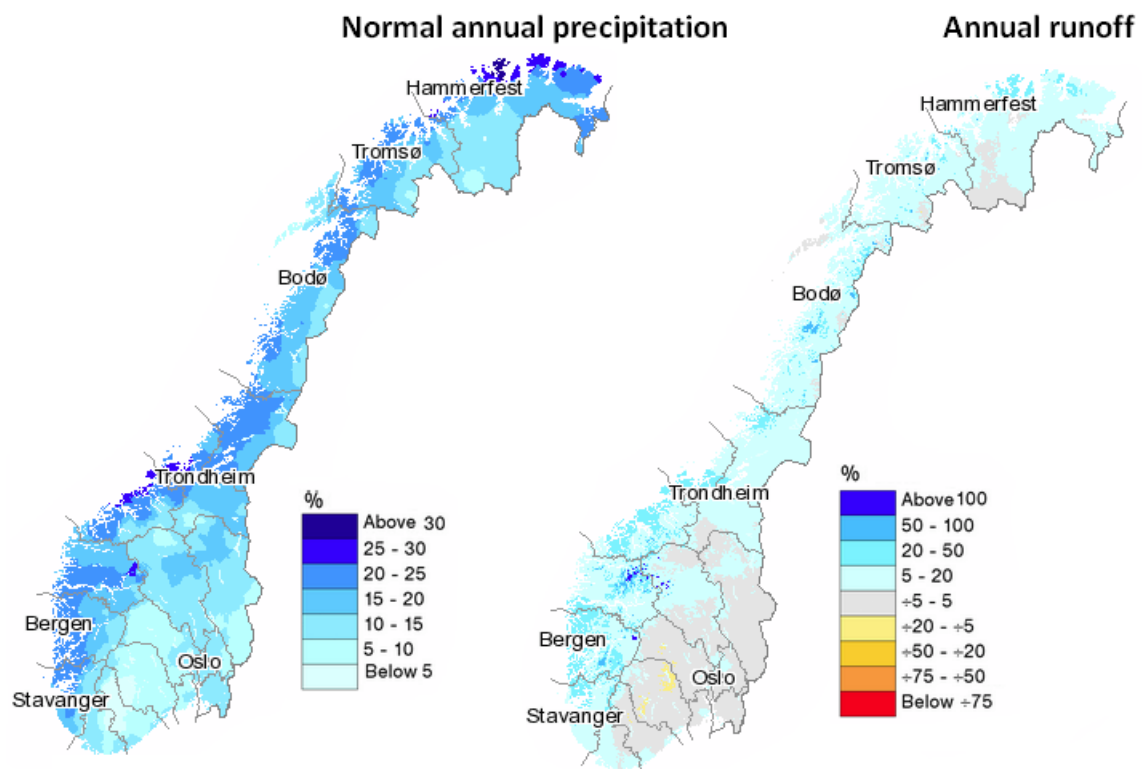 Normal annual precipitation
Annual runoff
Hammerfest
Tromsø
Bodø
Trondheim
Bergen
Oslo
Stavanger
%
Above 30
25 - 30
20 - 25
15 - 20
10 - 15
5 - 10
Below 5
Hammerfest
Tromsø
Bodø
Trondheim
Bergen
Oslo
Stavanger
%
Above 100
50 - 100
20 - 50
5 - 20
÷5 - 5
÷20 - ÷5
÷50 - ÷20
÷75 - ÷50
Below ÷75